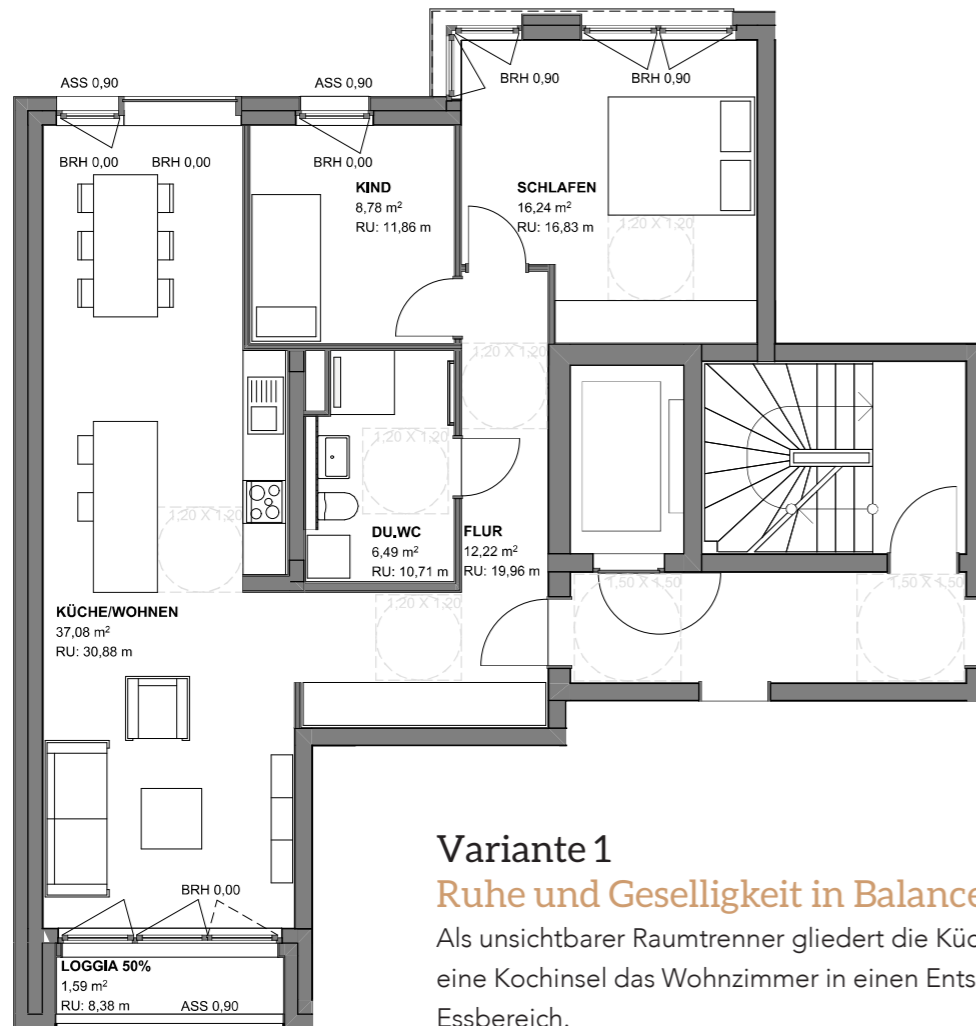 ASS 0,90
ASS 0,90
BRH 0,90
BRH 0,90
BRH 0,00
BRH 0,00
BRH 0,00
KIND
8,78 m²
RU: 11,86 m
SCHLAFEN
16,24 m²
RU: 16,83 m
1,20 X 1,20
1,20 X 1,20
1,20 X 1,20
1,20 X 1,20
DU.WC
6,49 m²
RU: 10,71 m
FLUR
12,22 m²
RU: 19,96 m
1,50 X 1,50
1,50 X 1,50
1,20 X 1,20
KÜCHE/WOHNEN
37,08 m²
RU: 30,88 m
BRH 0,00
LOGGIA 50%
1,59 m²
RU: 8,38 m
ASS 0,90
Variante 1
Ruhe und Geselligkeit in Balance
Als unsichtbarer Raumtrenner gliedert die Küc
eine Kochinsel das Wohnzimmer in einen Ents
Essbereich.